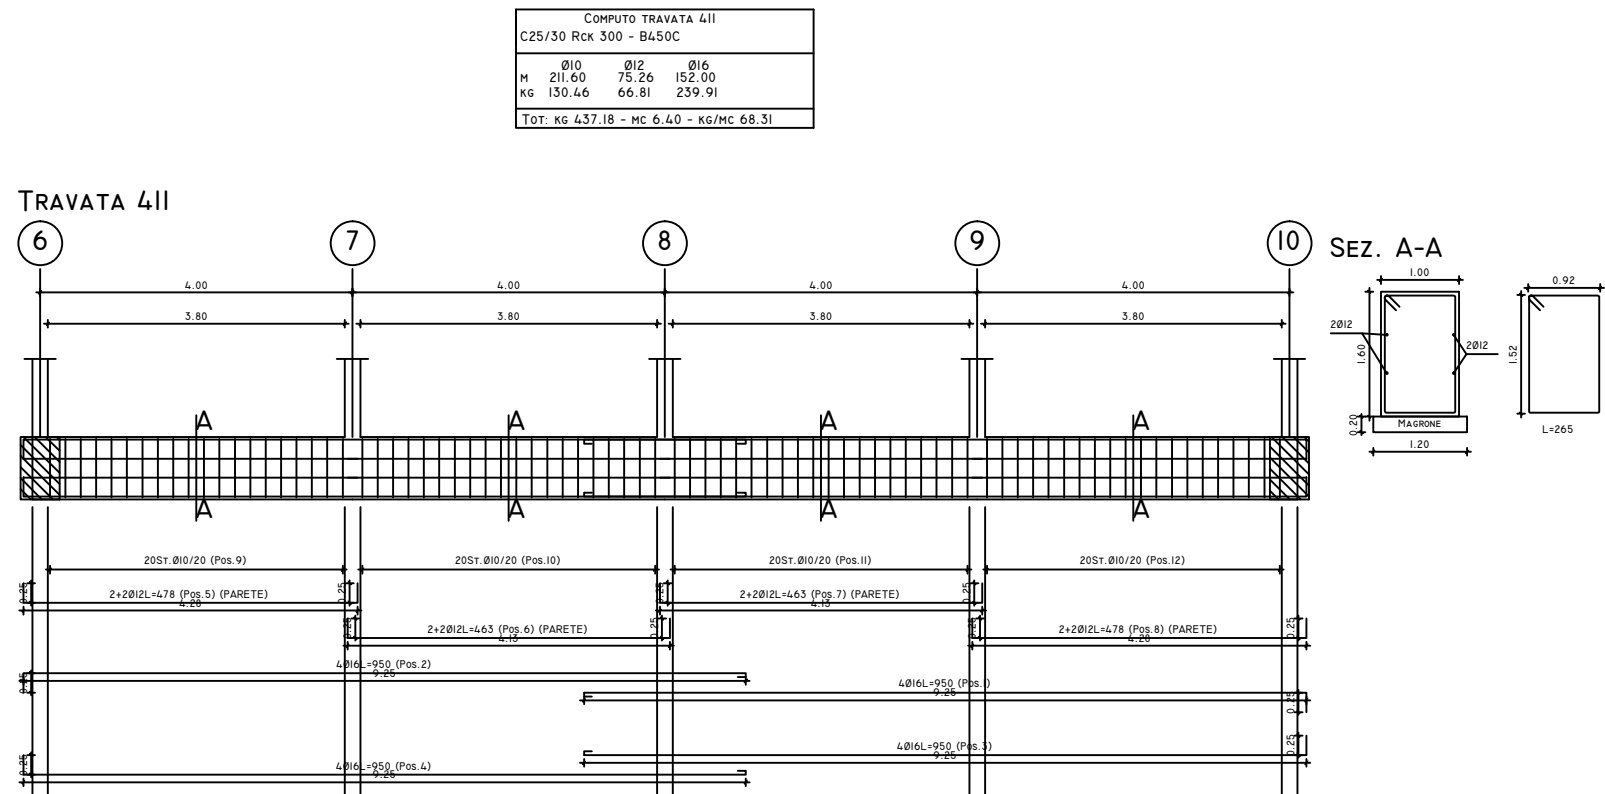 Computo travata 411
C25/30 Rck 300 - B450C
Ø10 Ø12 Ø16
m 211.60 75.26 152.00
kg 130.46 66.81 239.91
Tot: kg 437.18 - mc 6.40 - kg/mc 68.31
Travata 411
6 7 8 9 10
Sez. A-A
4.00 4.00 4.00 4.00
3.80 3.80 3.80 3.80
1.00
0.92
2Ø12
2Ø12
1.60
1.52
0.20
Magrone
1.20
L=265
A A A A
A A A A
20st.Ø10/20 (Pos.9) 20st.Ø10/20 (Pos.10) 20st.Ø10/20 (Pos.11) 20st.Ø10/20 (Pos.12)
0.25 2+2Ø12L=478 (Pos.5) (PARETE) 0.25
4.28
0.25 2+2Ø12L=463 (Pos.7) (PARETE) 0.25
4.13
0.25 2+2Ø12L=463 (Pos.6) (PARETE) 0.25
4.13
0.25 2+2Ø12L=478 (Pos.8) (PARETE) 0.25
4.28
4Ø16L=950 (Pos.2)
9.25
0.25
4Ø16L=950 (Pos.1)
9.25
0.25
4Ø16L=950 (Pos.3)
9.25
0.25
4Ø16L=950 (Pos.4)
9.25
0.25